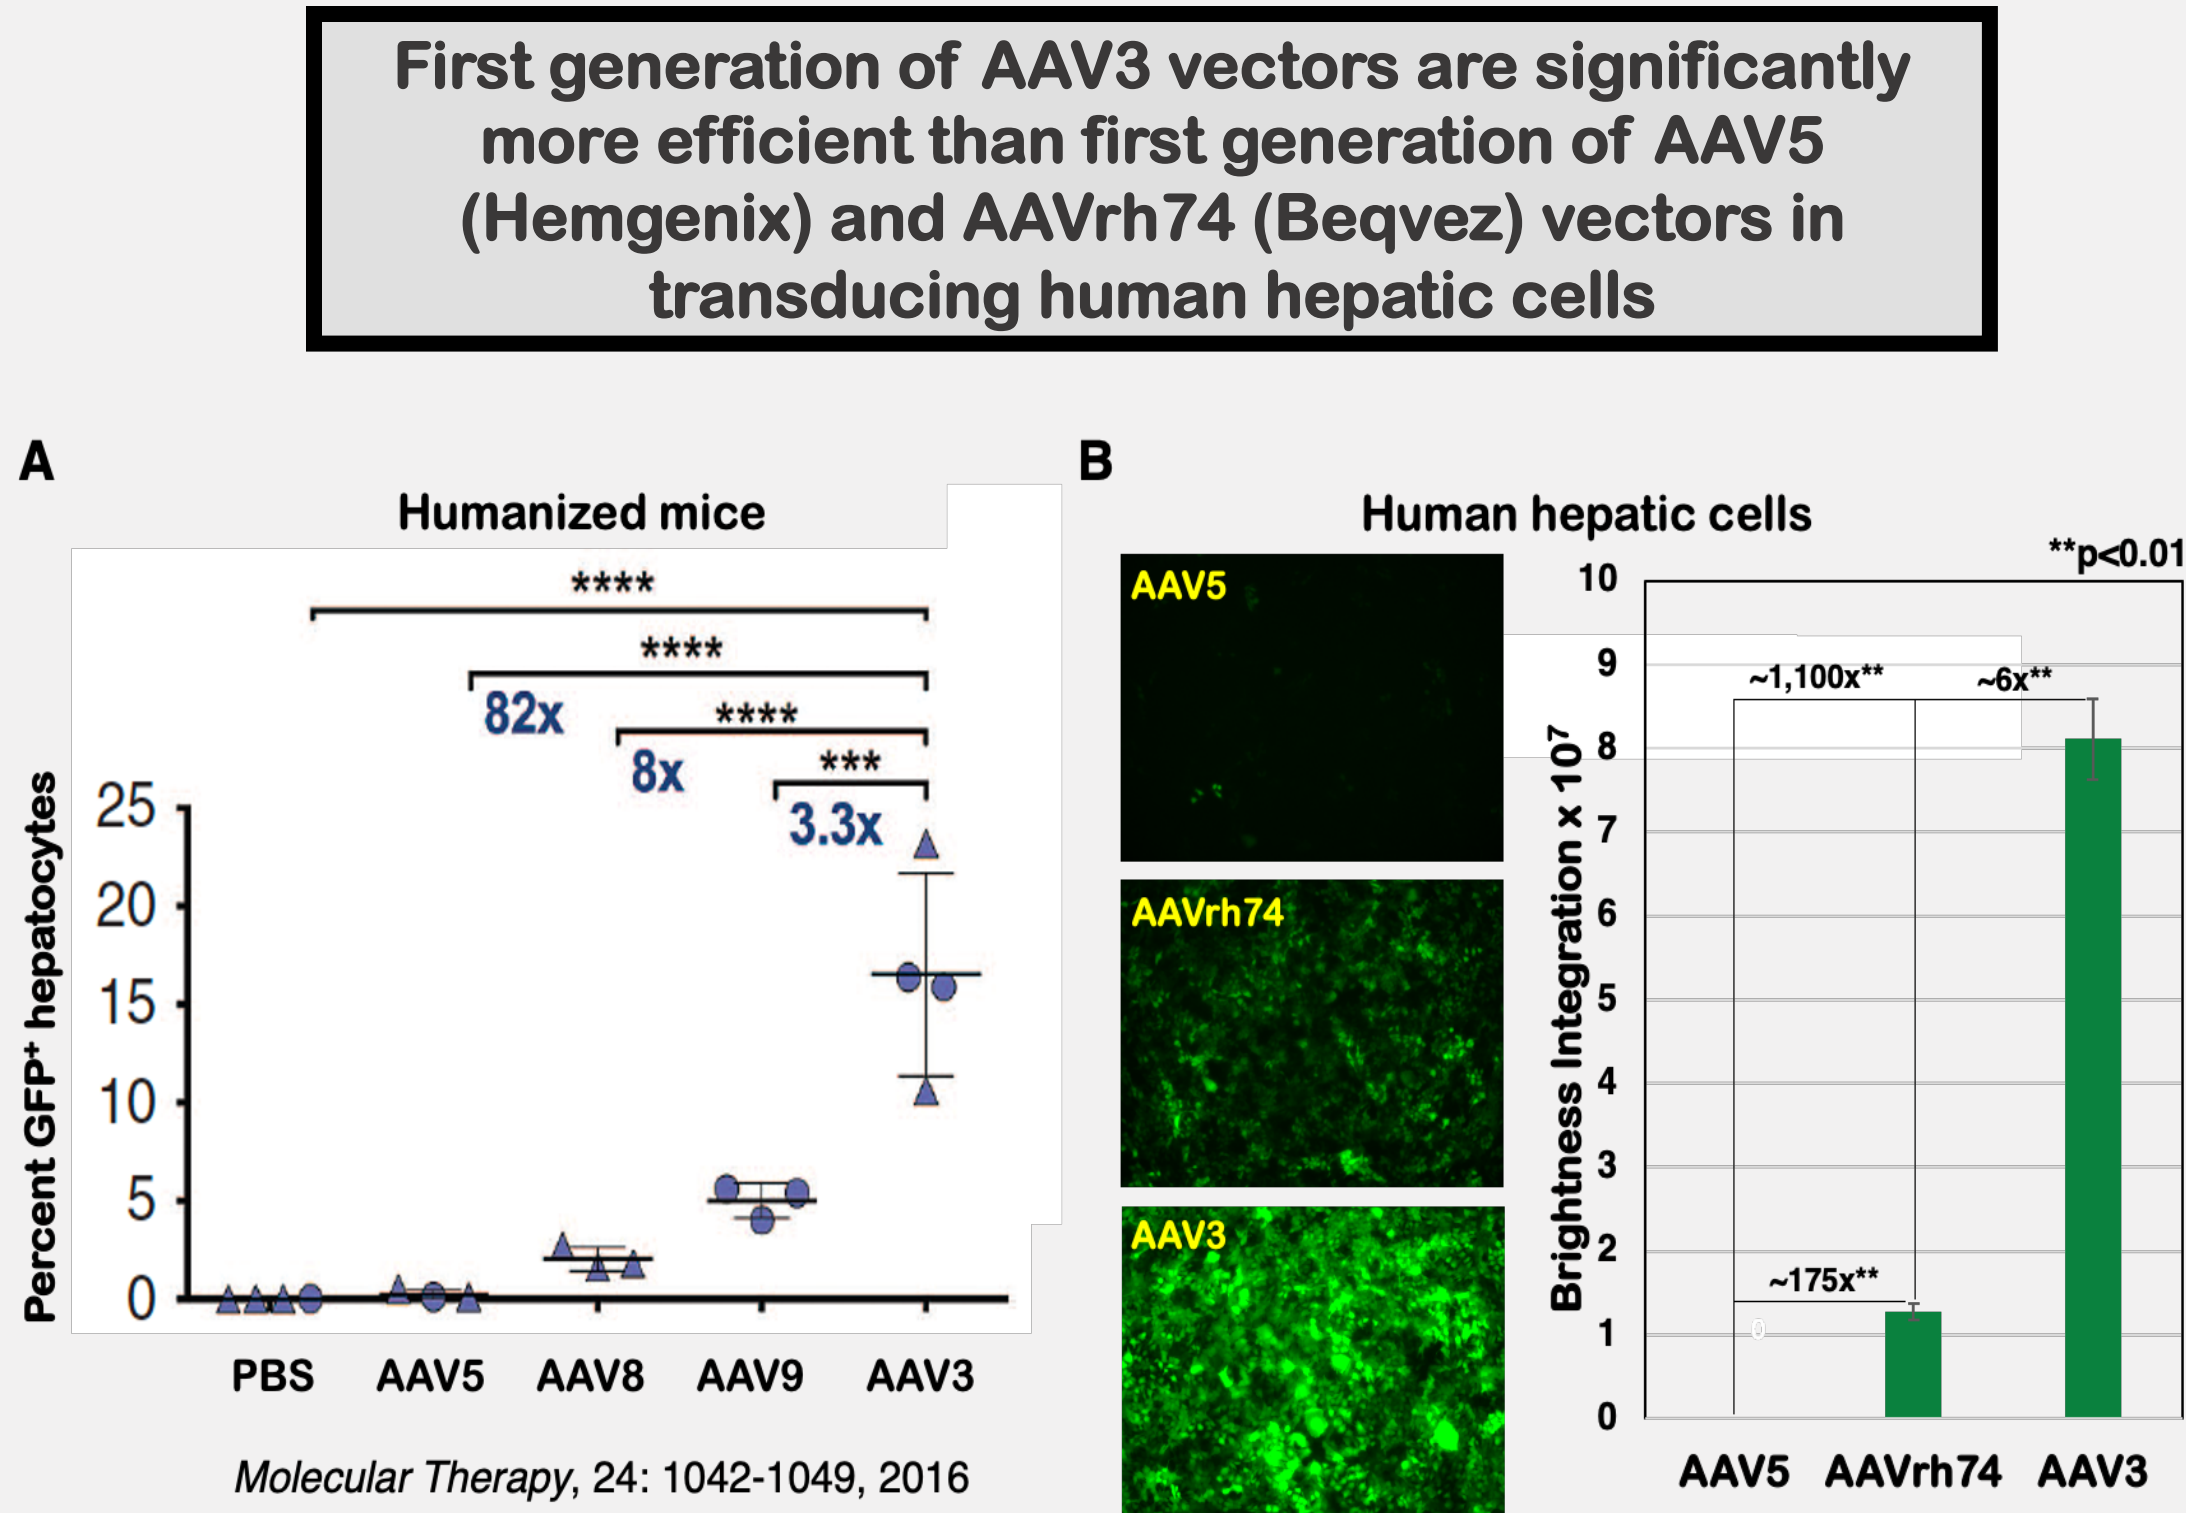 First generation of AAV3 vectors are significantly
more efficient than first generation of AAV5
(Hemgenix) and AAVrh74 (Beqvez) vectors in
transducing human hepatic cells
A
Humanized mice
****
****
82x
****
8x
***
3.3x
Percent GFP⁺ hepatocytes
25
20
15
10
5
0
PBS AAV5 AAV8 AAV9 AAV3
Molecular Therapy, 24: 1042-1049, 2016
B
Human hepatic cells
AAV5
AAVrh74
AAV3
**p<0.01
Brightness Integration x 10⁷
10
9
8
7
6
5
4
3
2
1
0
~1,100x**
~6x**
~175x**
0
AAV5 AAVrh74 AAV3